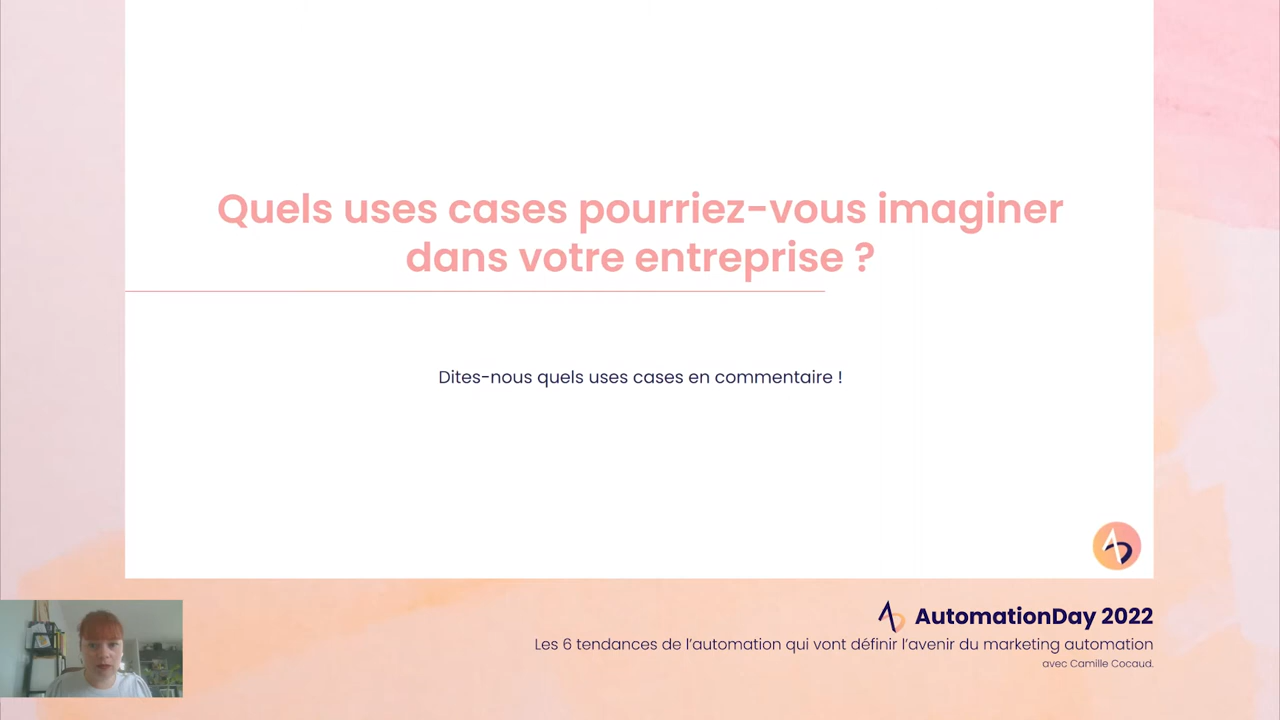 Quels uses cases pourriez-vous imaginer
dans votre entreprise ?
Dites-nous quels uses cases en commentaire !
AutomationDay 2022
Les 6 tendances de l'automation qui vont définir l'avenir du marketing automation
avec Camille Cocaud.